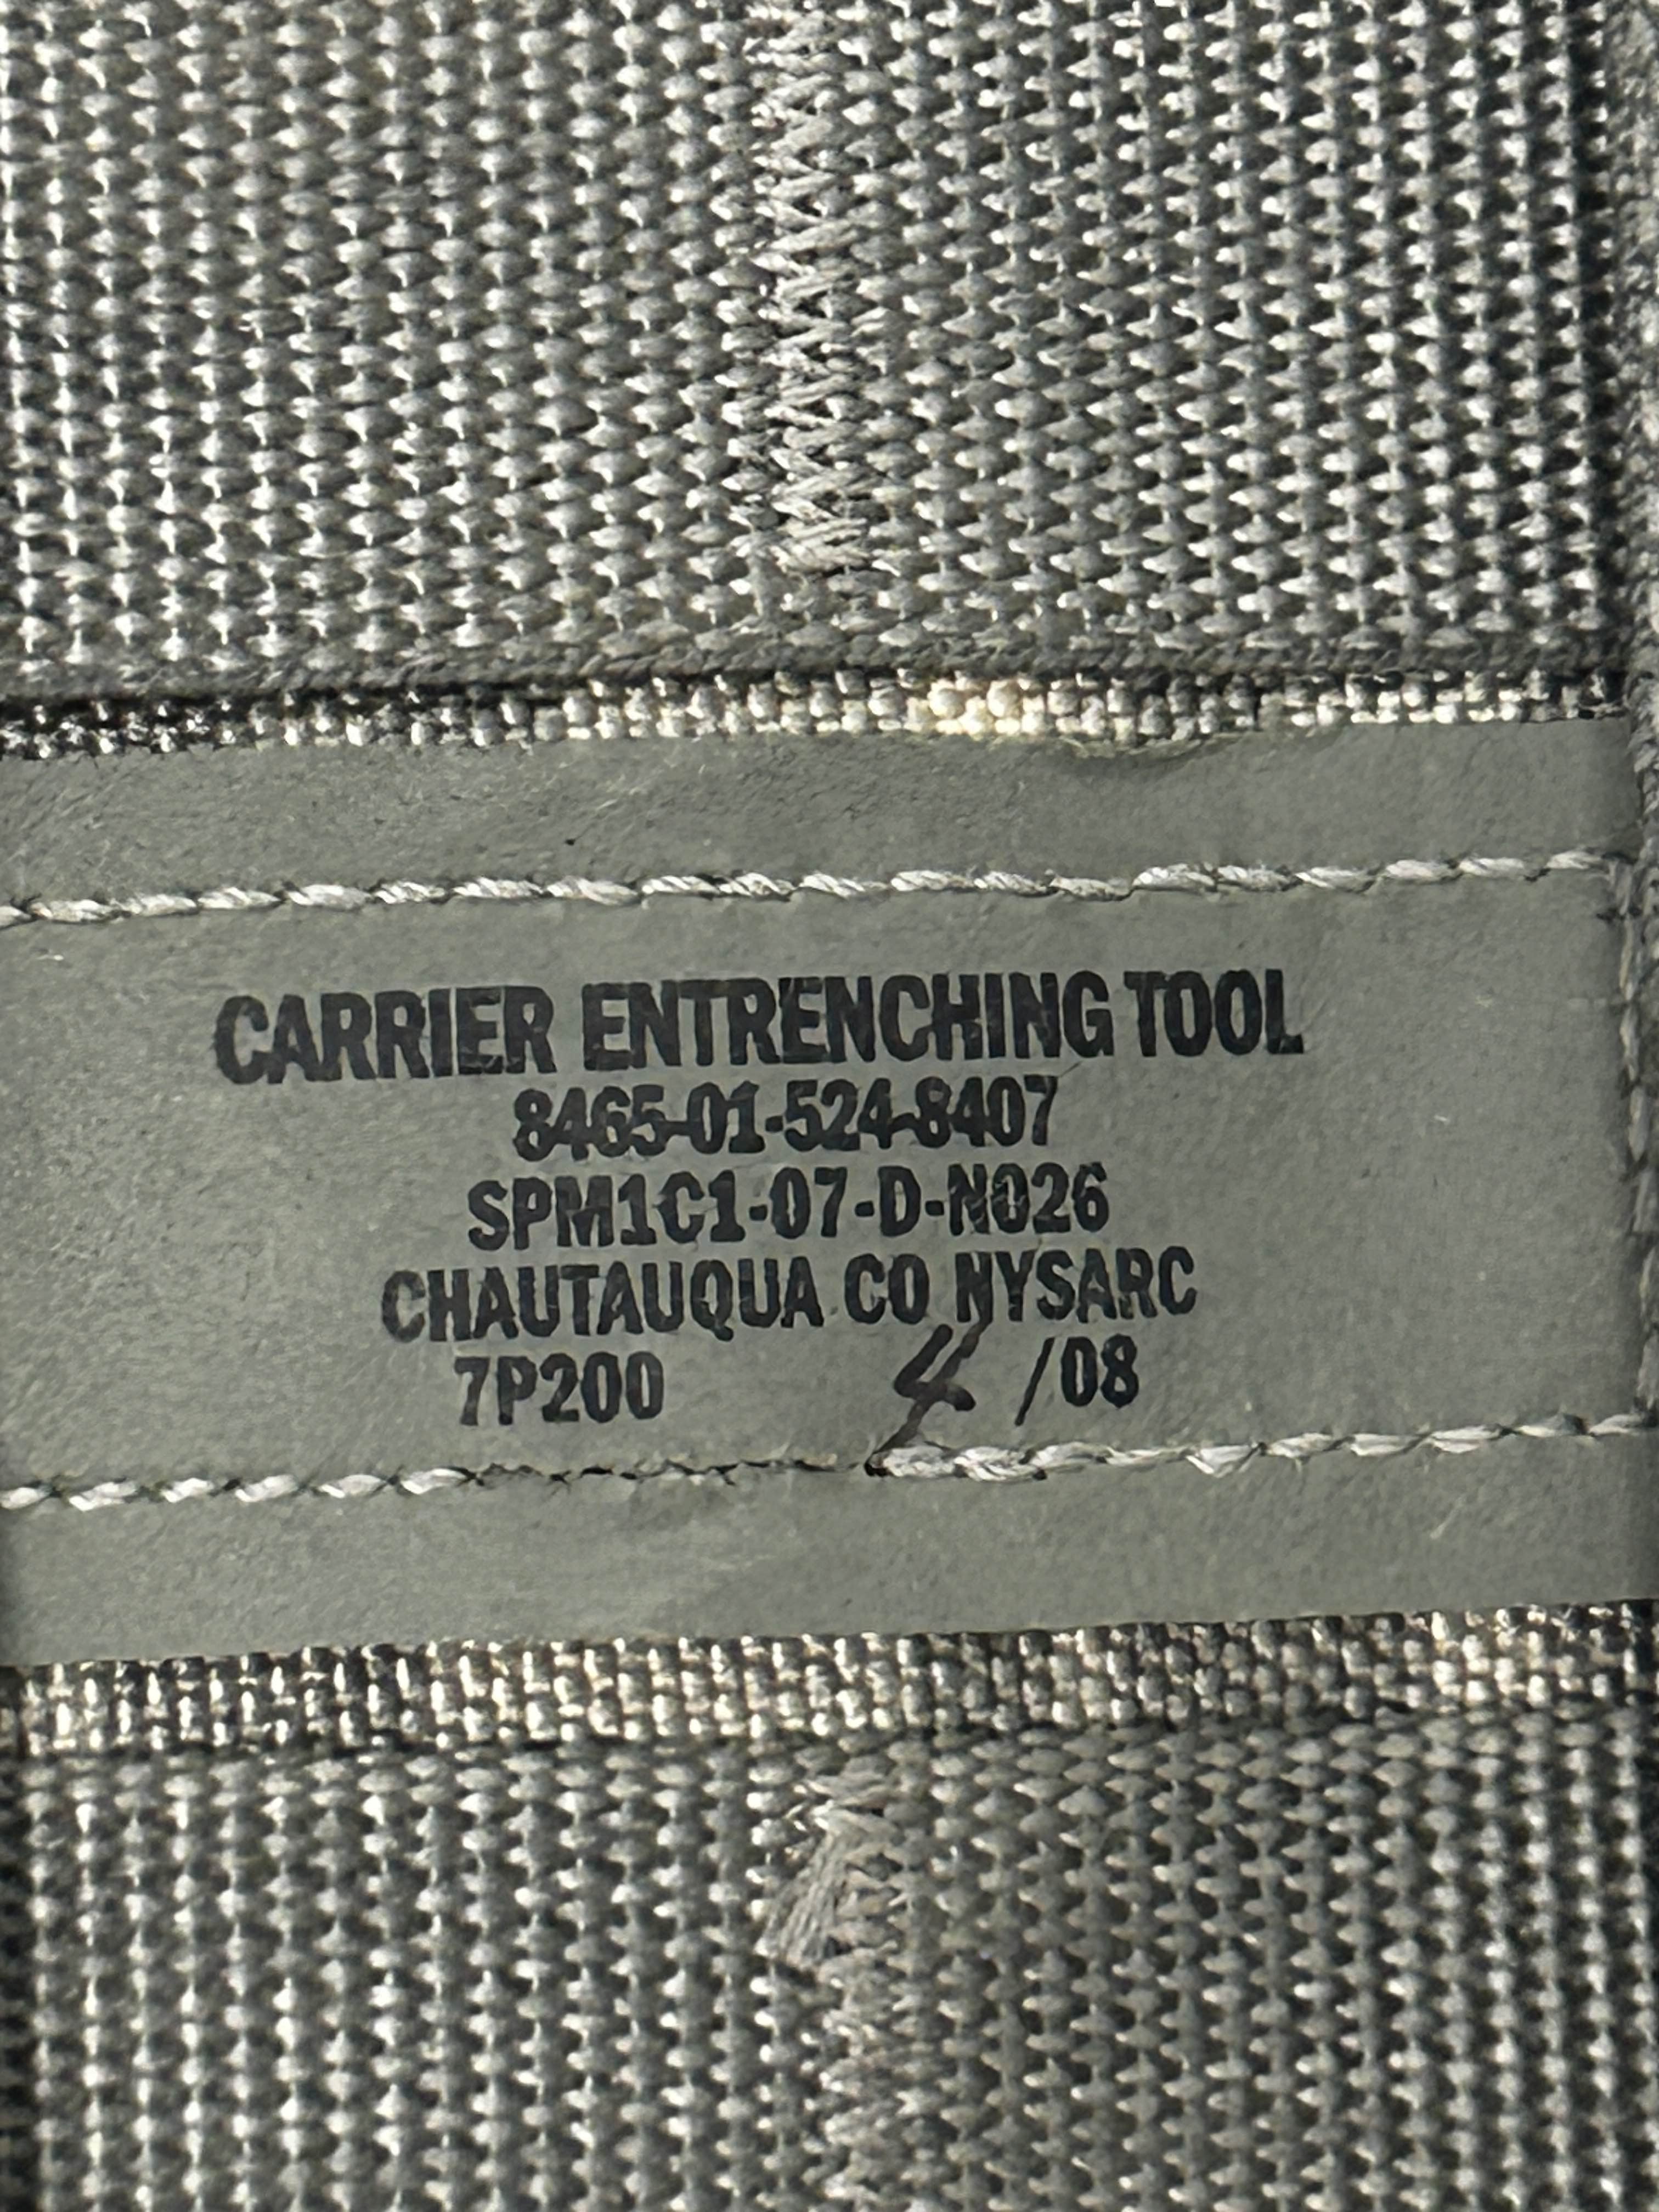 CARRIER ENTRENCHING TOOL
8465-01-524-8407
SPM1C1-07-D-N026
CHAUTAUQUA CO NYSARC
7P200 4 /08